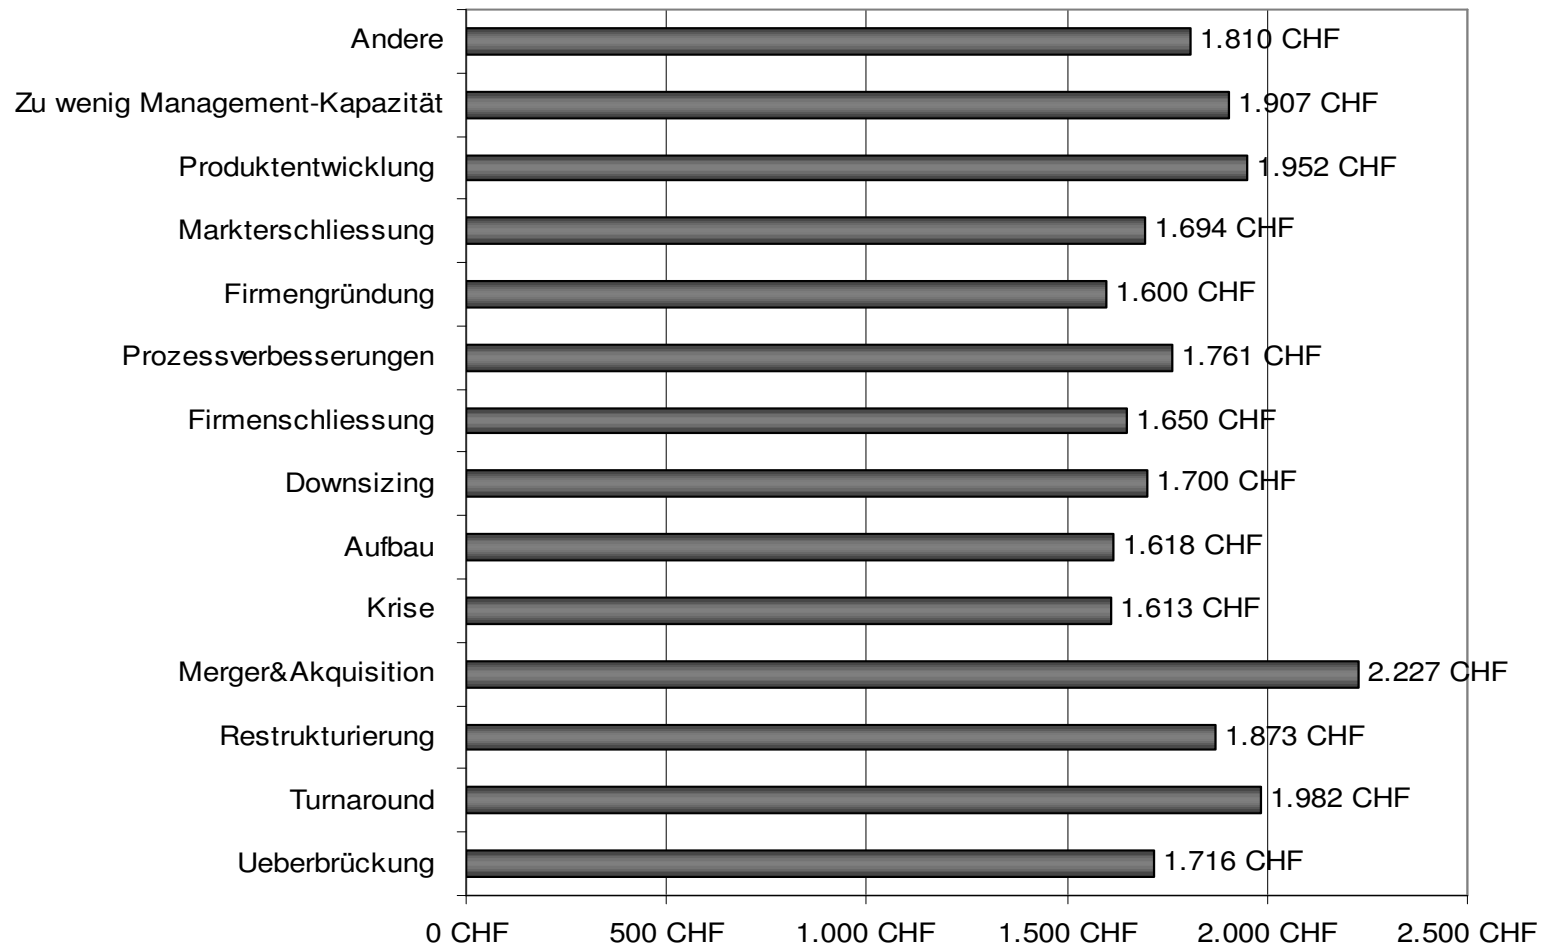 Andere 1.810 CHF
Zu wenig Management-Kapazität 1.907 CHF
Produktentwicklung 1.952 CHF
Markterschliessung 1.694 CHF
Firmengründung 1.600 CHF
Prozessverbesserungen 1.761 CHF
Firmenschliessung 1.650 CHF
Downsizing 1.700 CHF
Aufbau 1.618 CHF
Krise 1.613 CHF
Merger&Akquisition 2.227 CHF
Restrukturierung 1.873 CHF
Turnaround 1.982 CHF
Ueberbrückung 1.716 CHF
0 CHF 500 CHF 1.000 CHF 1.500 CHF 2.000 CHF 2.500 CHF